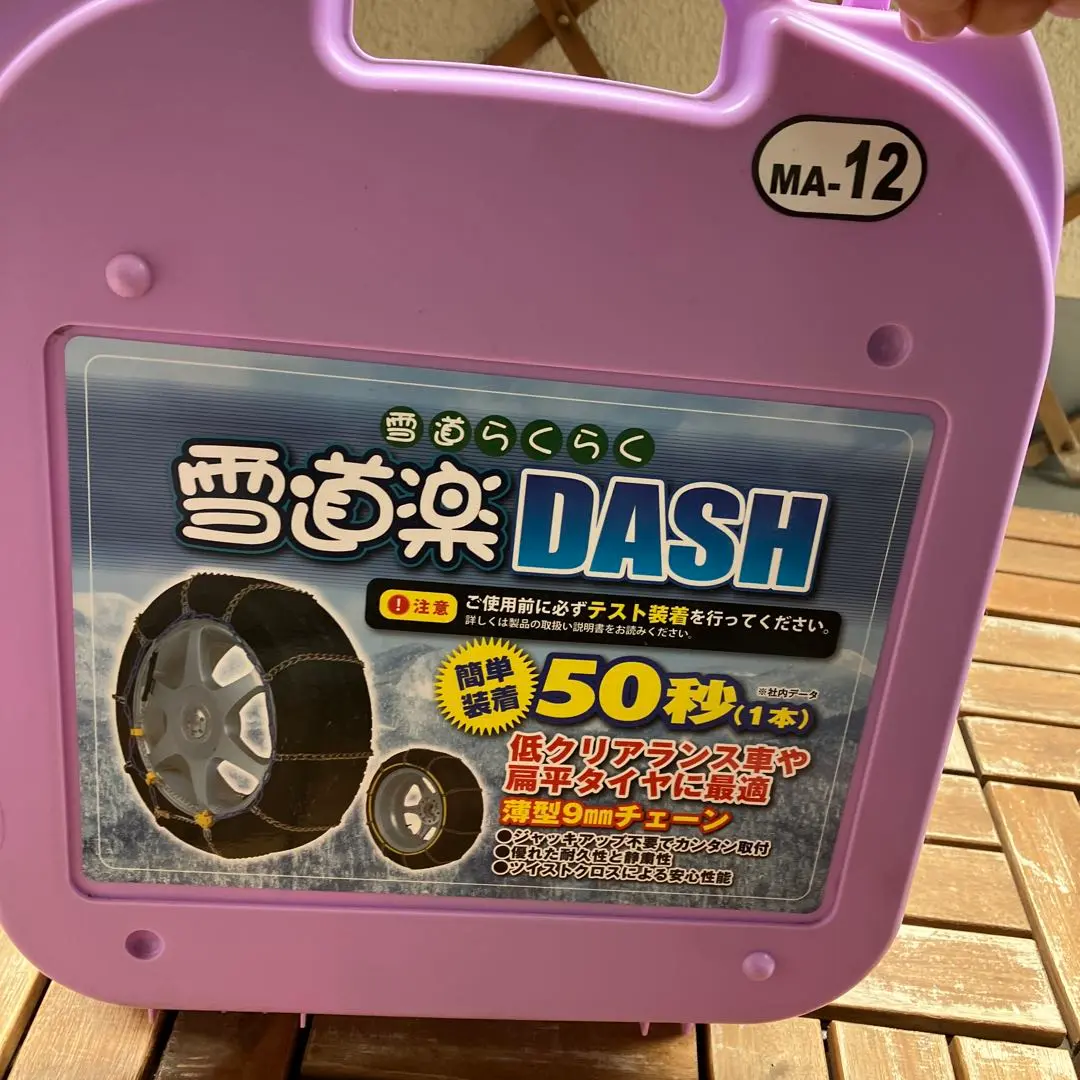 MA-12
雪道らくらく
雪道楽 DASH
! 注意 ご使用前に必ずテスト装着を行ってください。
詳しくは製品の取扱い説明書をお読みください。
簡単装着 50秒(1本) ※社内データ
低クリアランス車や
扁平タイヤに最適
薄型9mmチェーン
●ジャッキアップ不要でカンタン取付
●優れた耐久性と静粛性
●ツイストクロスによる安心性能